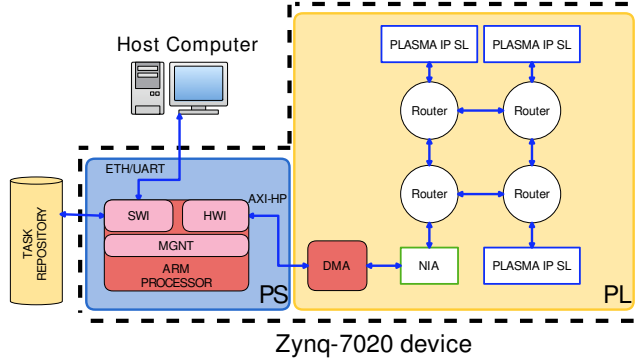 Host Computer
PLASMA IP SL
PLASMA IP SL
Router
Router
ETH/UART
AXI-HP
Router
Router
SWI
HWI
MGNT
ARM
PROCESSOR
TASK
REPOSITORY
DMA
NIA
PLASMA IP SL
PS
PL
Zynq-7020 device